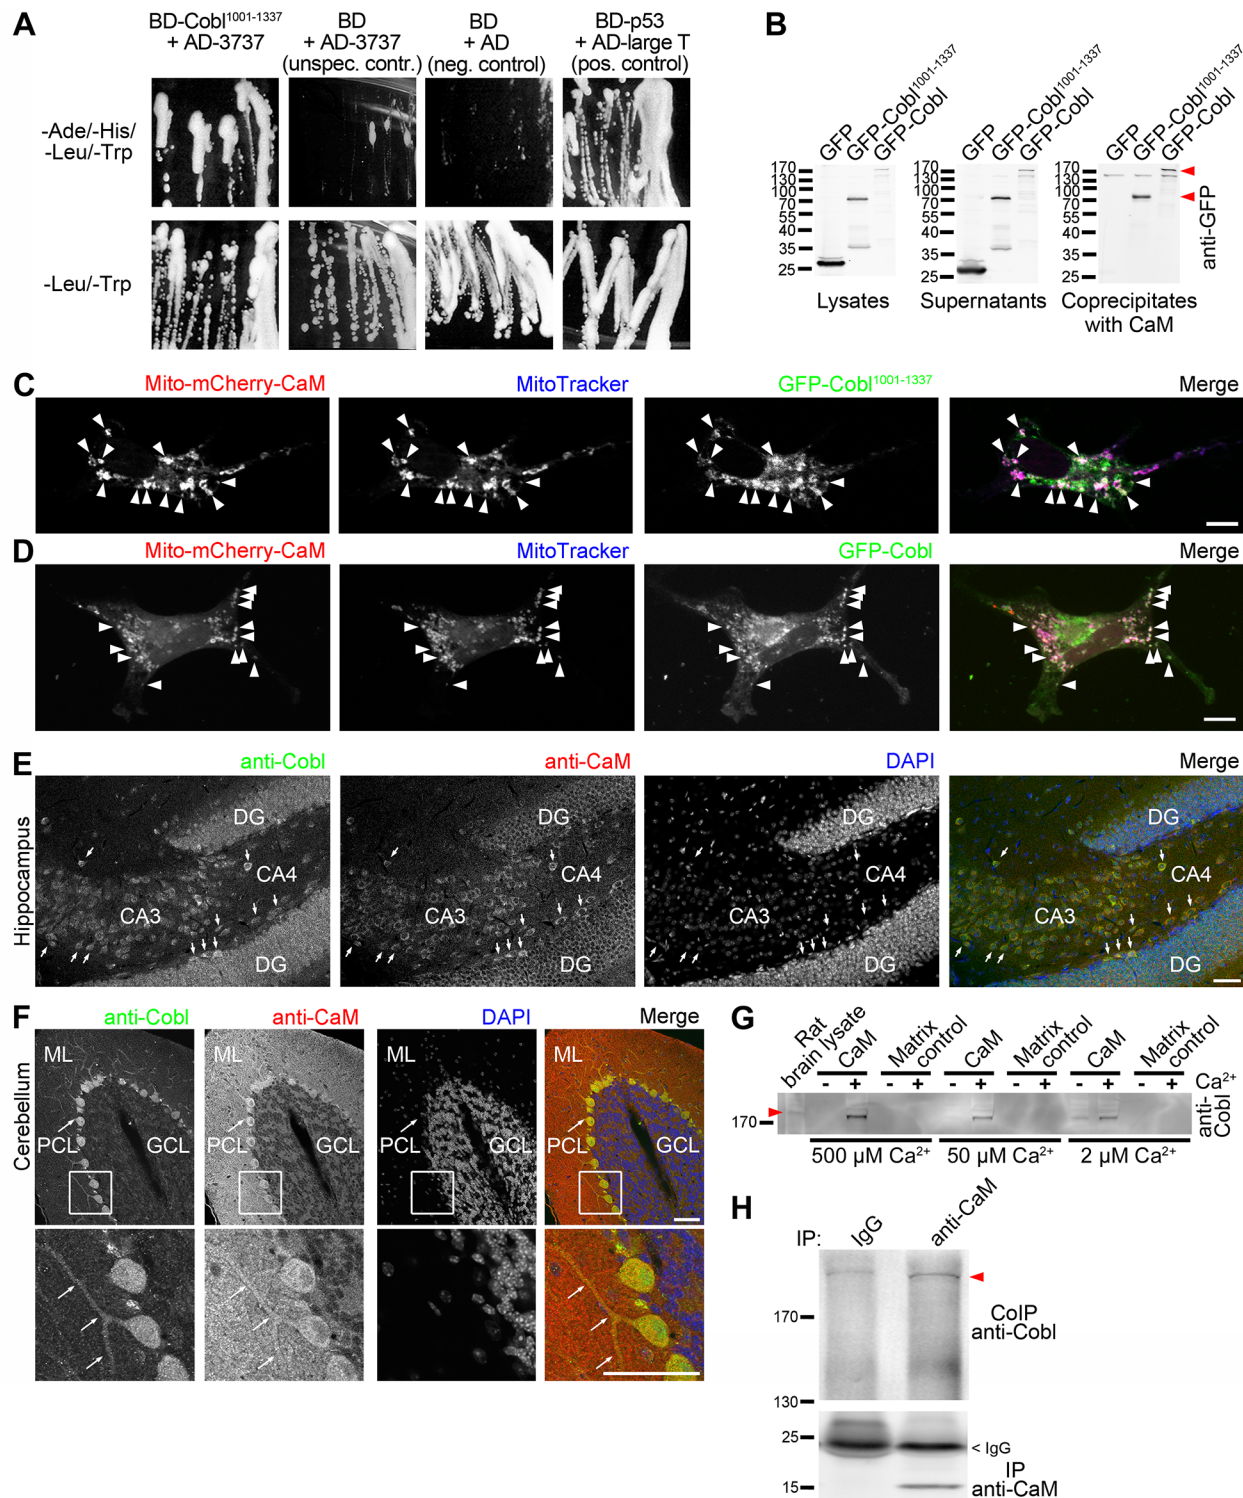 A
BD-Cobl1001-1337
+ AD-3737
BD
+ AD-3737
(unspec. contr.)
BD
+ AD
(neg. control)
BD-p53
+ AD-large T
(pos. control)
-Ade/-His/
-Leu/-Trp
-Leu/-Trp
B
GFP
GFP-Cobl1001-1337
GFP-Cobl
GFP
GFP-Cobl1001-1337
GFP-Cobl
GFP
GFP-Cobl1001-1337
GFP-Cobl
170
130
100
70
55
40
35
25
170
130
100
70
55
40
35
25
170
130
100
70
55
40
35
25
anti-GFP
Lysates
Supernatants
Coprecipitates
with CaM
C
Mito-mCherry-CaM
MitoTracker
GFP-Cobl1001-1337
Merge
D
Mito-mCherry-CaM
MitoTracker
GFP-Cobl
Merge
E
anti-Cobl
anti-CaM
DAPI
Merge
Hippocampus
DG
CA4
CA3
DG
DG
CA4
CA3
DG
DG
CA4
CA3
DG
DG
CA4
CA3
DG
F
anti-Cobl
anti-CaM
DAPI
Merge
Cerebellum
ML
PCL
GCL
ML
PCL
GCL
ML
PCL
GCL
ML
PCL
GCL
G
Rat
brain lysate
CaM
Matrix
control
CaM
Matrix
control
CaM
Matrix
control
- + - + - + - + - + - + Ca2+
170
anti-
Cobl
500 µM Ca2+
50 µM Ca2+
2 µM Ca2+
H
IP:
IgG
anti-CaM
170
130
CoIP
anti-Cobl
25
15
< IgG
IP
anti-CaM